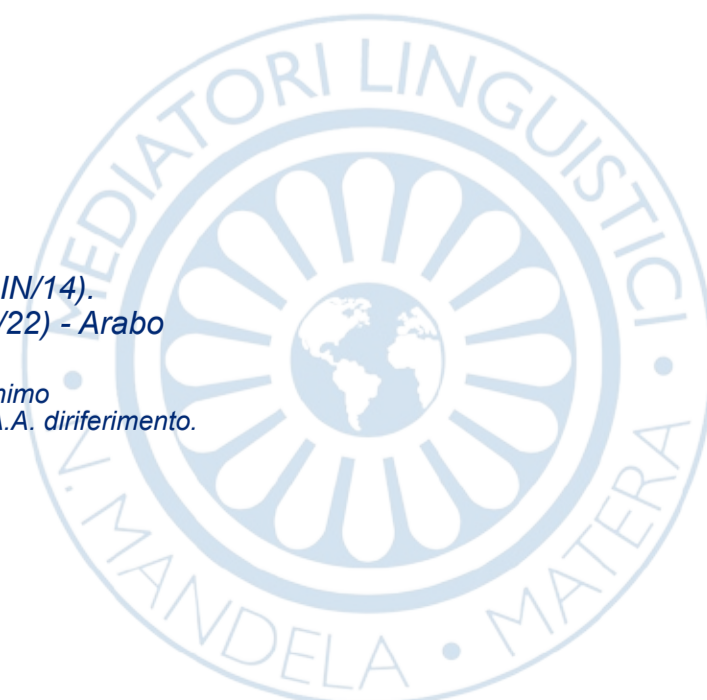 MEDIATORI LINGUISTICI
IN/14).
/22) - Arabo
nimo
A.A. diriferimento.
• V. MANDELA • MATERA •